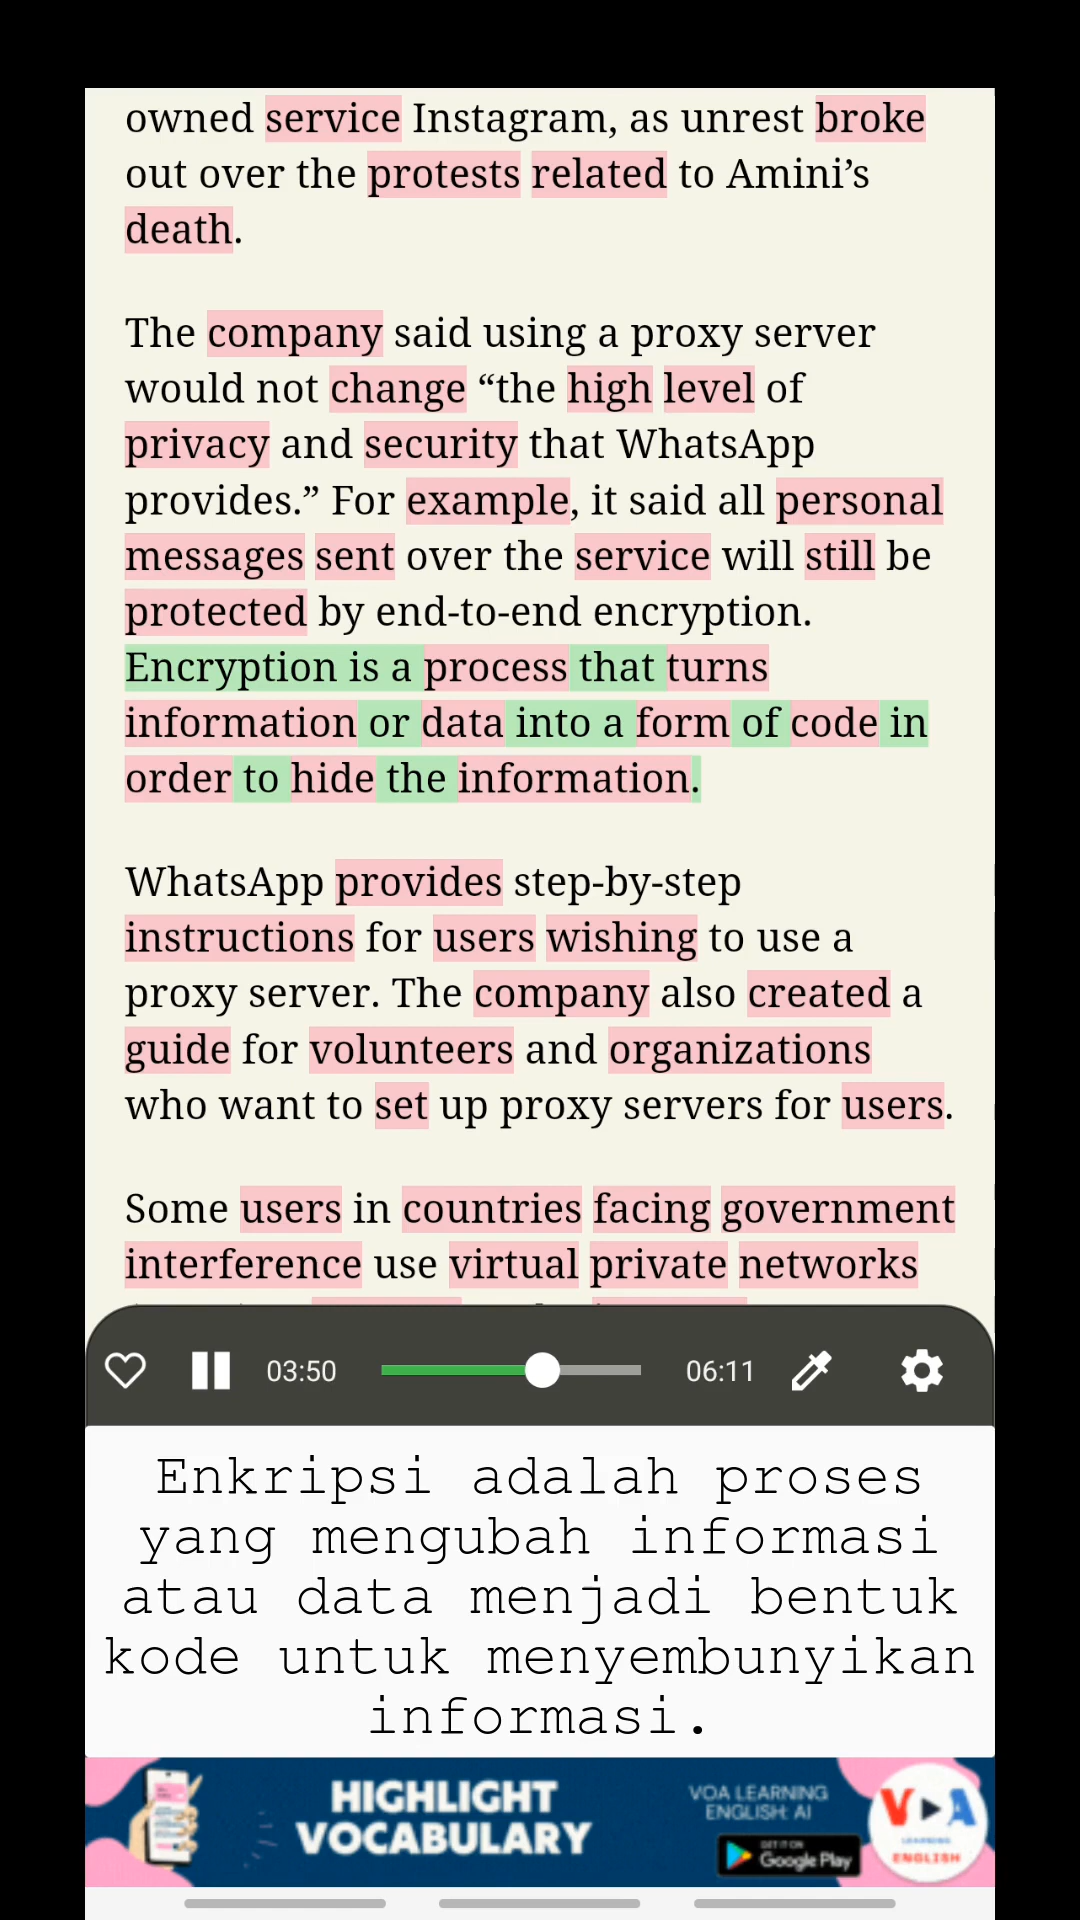 owned service Instagram, as unrest broke
out over the protests related to Amini’s
death.
The company said using a proxy server
would not change “the high level of
privacy and security that WhatsApp
provides.” For example, it said all personal
messages sent over the service will still be
protected by end-to-end encryption.
Encryption is a process that turns
information or data into a form of code in
order to hide the information.
WhatsApp provides step-by-step
instructions for users wishing to use a
proxy server. The company also created a
guide for volunteers and organizations
who want to set up proxy servers for users.
Some users in countries facing government
interference use virtual private networks
03:50
06:11
Enkripsi adalah proses
yang mengubah informasi
atau data menjadi bentuk
kode untuk menyembunyikan
informasi.
HIGHLIGHT
VOCABULARY
VOA LEARNING
ENGLISH: AI
GET IT ON
Google Play
VOA
LEARNING
ENGLISH